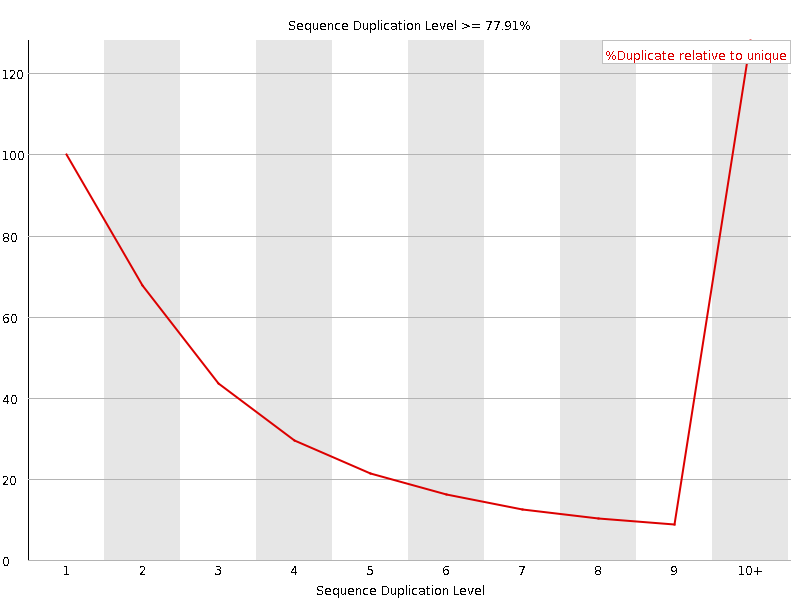 Sequence Duplication Level >= 77.91%
%Duplicate relative to unique
120
100
80
60
40
20
0
1 2 3 4 5 6 7 8 9 10+
Sequence Duplication Level